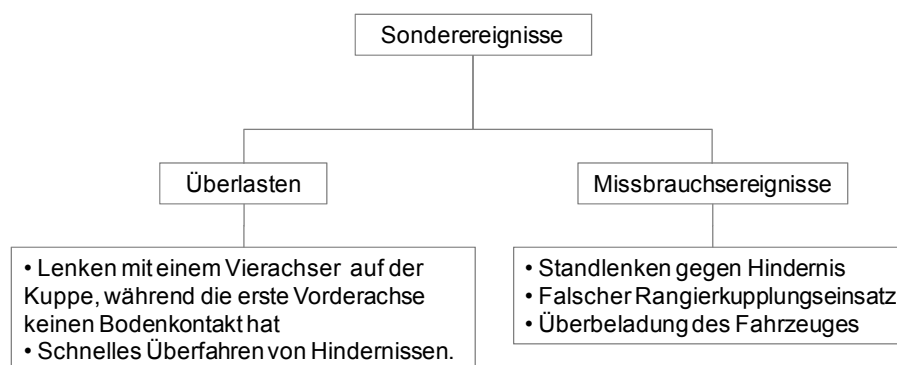 Sonderereignisse
Überlasten
Missbrauchsereignisse
• Lenken mit einem Vierachser auf der
Kuppe, während die erste Vorderachse
keinen Bodenkontakt hat
• Schnelles Überfahren von Hindernissen.
• Standlenken gegen Hindernis
• Falscher Rangierkupplungseinsatz
• Überbeladung des Fahrzeuges